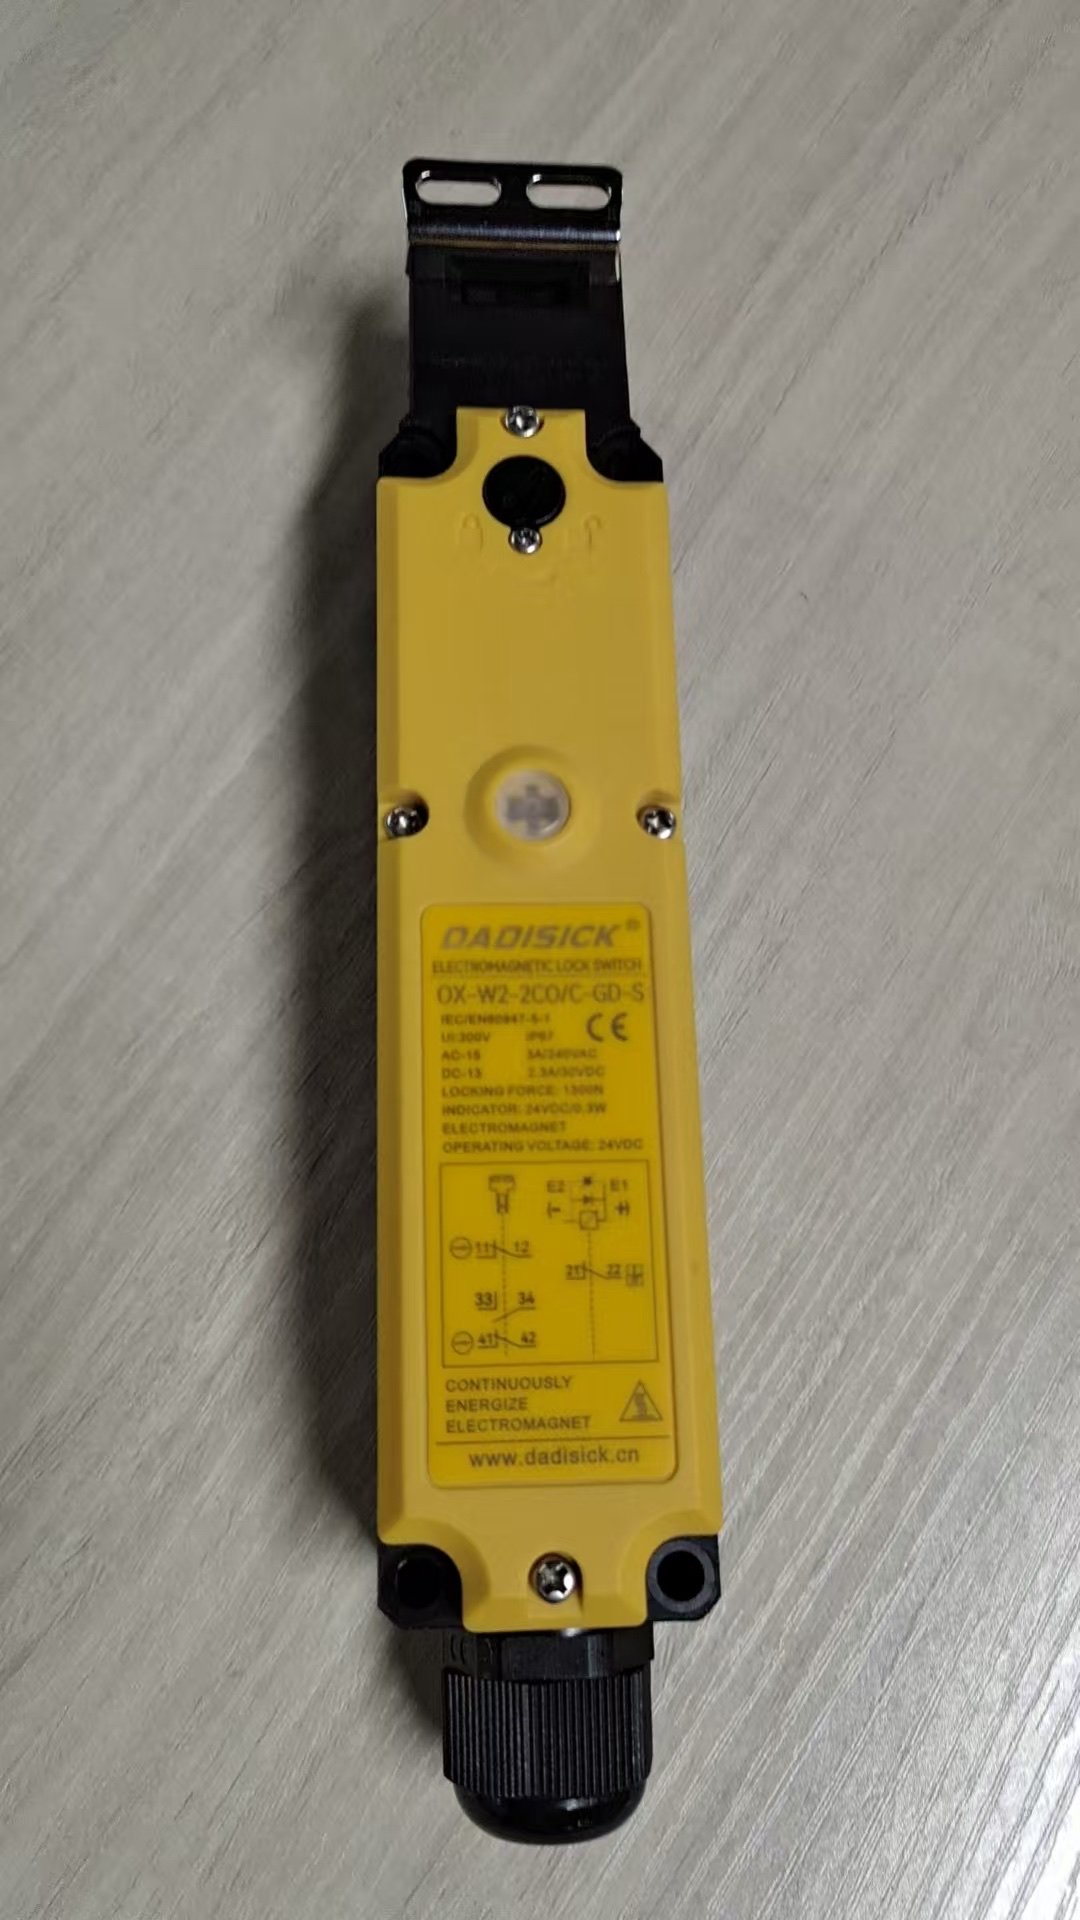 DADISICK®
ELECTROMAGNETIC LOCK SWITCH
OX-W2-2CO/C-GD-S
IEC/EN60947-5-1
UI:300V IP67
CE
AC-15 3A/240VAC
DC-13 2.3A/30VDC
LOCKING FORCE: 1300N
INDICATOR: 24VDC/0.3W
ELECTROMAGNET
OPERATING VOLTAGE: 24VDC
E2 E1
11 12
21 22
33 34
41 42
CONTINUOUSLY
ENERGIZE
ELECTROMAGNET
www.dadisick.cn